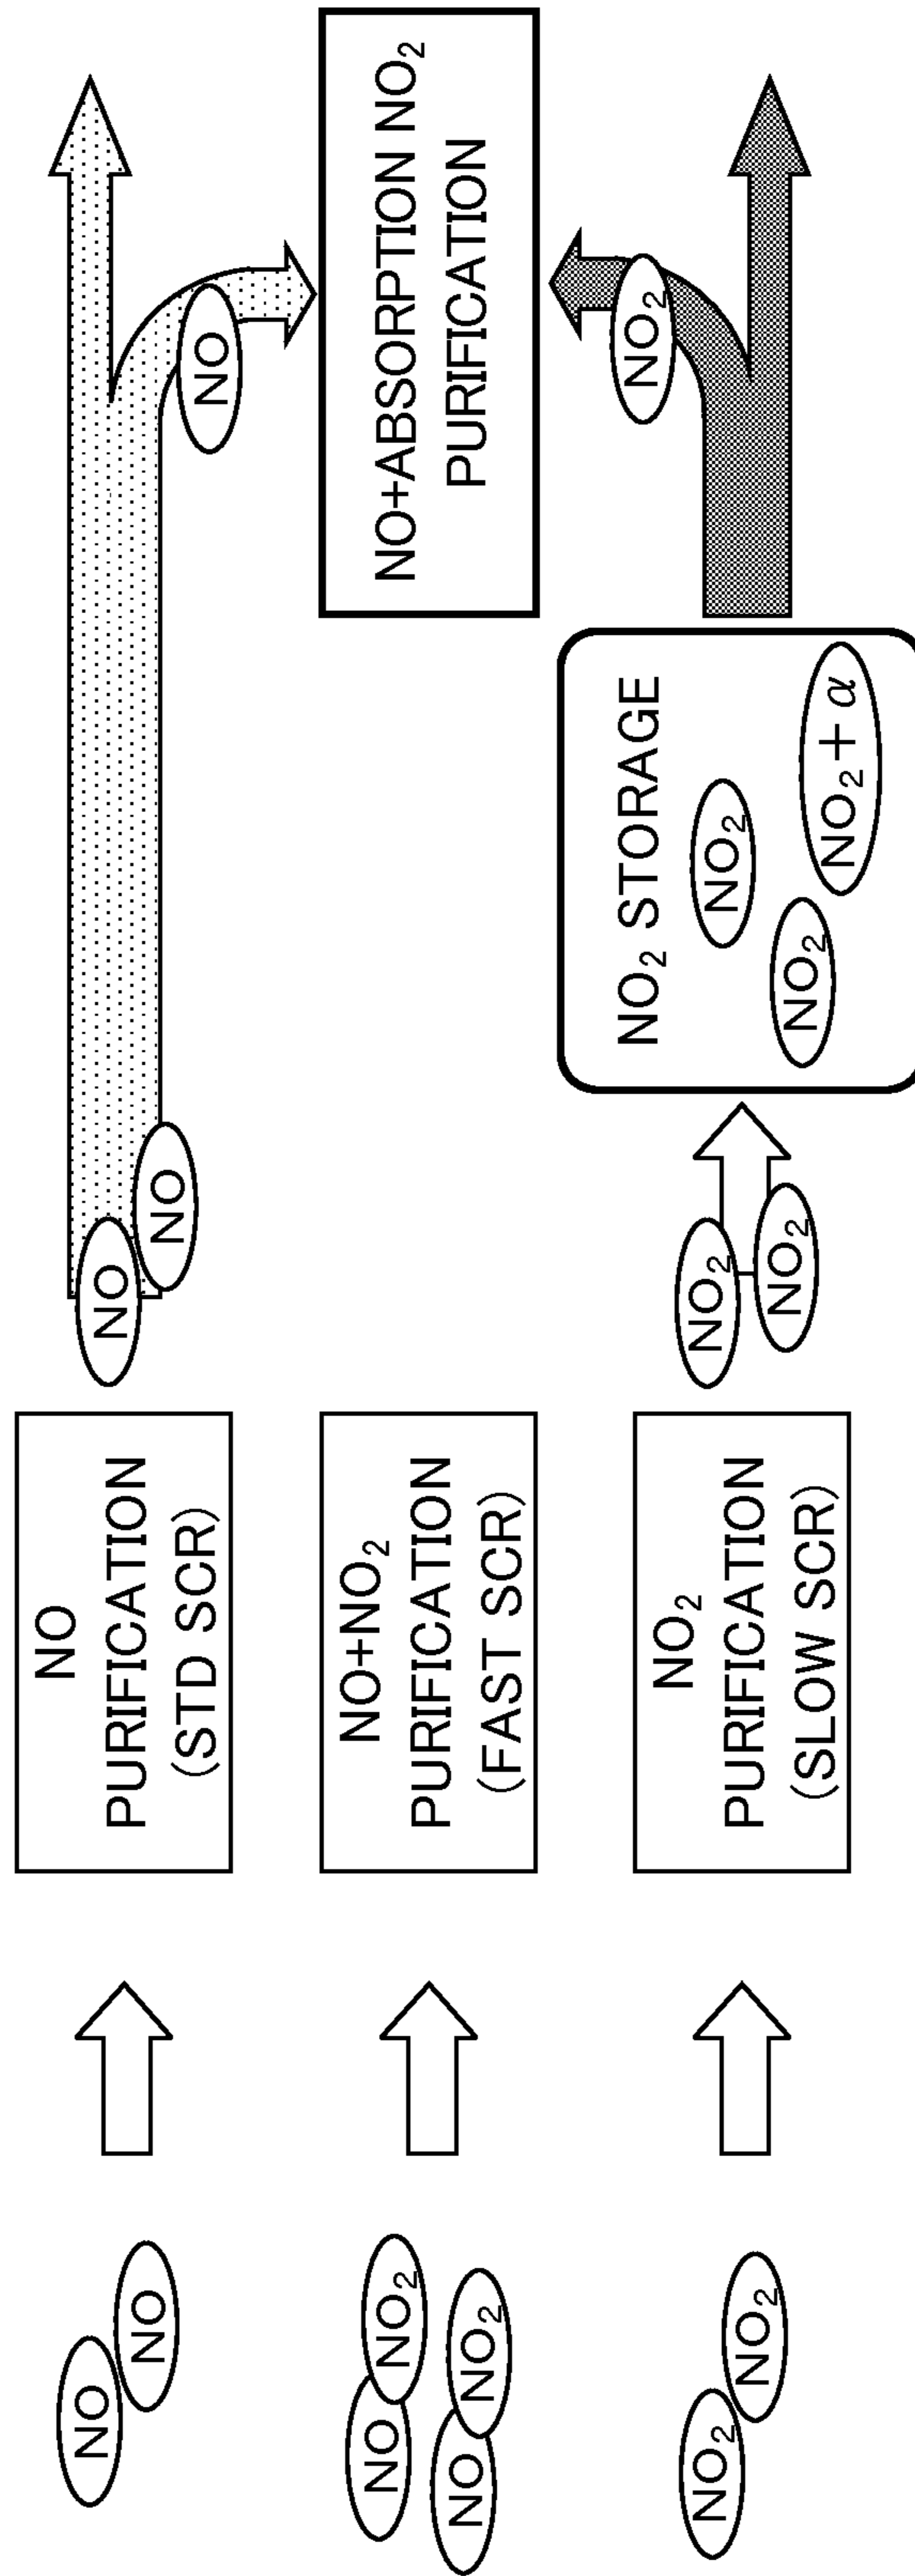 NO
NO
NO
PURIFICATION
(STD SCR)
NO
NO
NO
NO
NO2
NO
NO2
NO+NO2
PURIFICATION
(FAST SCR)
NO+ABSORPTION NO2
PURIFICATION
NO2
NO2
NO2
PURIFICATION
(SLOW SCR)
NO2
NO2
NO2 STORAGE
NO2
NO2
NO2+α
NO2